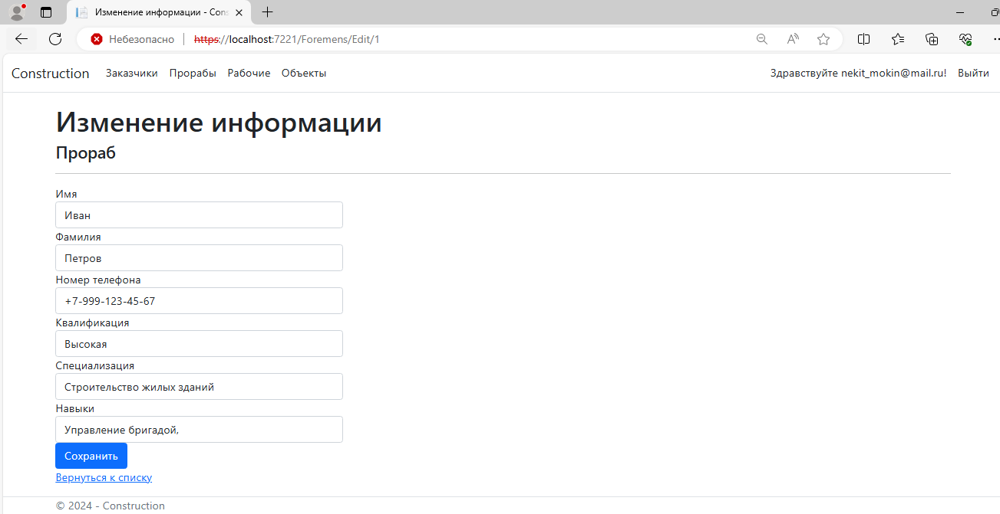 Изменение информации - Cons
Небезопасно https://localhost:7221/Foremens/Edit/1
Construction Заказчики Прорабы Рабочие Объекты Здравствуйте nekit_mokin@mail.ru! Выйти
Изменение информации
Прораб
Имя
Иван
Фамилия
Петров
Номер телефона
+7-999-123-45-67
Квалификация
Высокая
Специализация
Строительство жилых зданий
Навыки
Управление бригадой,
Сохранить
Вернуться к списку
© 2024 - Construction